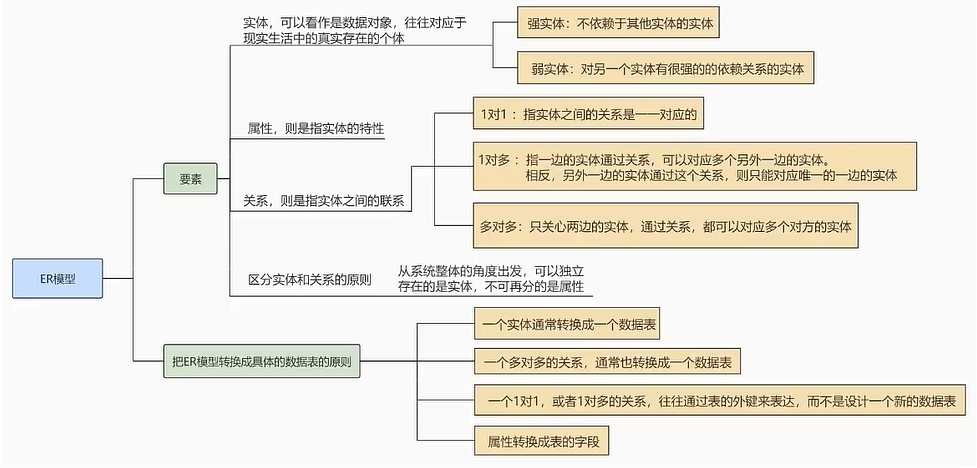 ER模型
要素
实体，可以看作是数据对象，往往对应于
现实生活中的真实存在的个体
强实体：不依赖于其他实体的实体
弱实体：对另一个实体有很强的的依赖关系的实体
属性，则是指实体的特性
关系，则是指实体之间的联系
1对1 ：指实体之间的关系是一一对应的
1对多 ：指一边的实体通过关系，可以对应多个另外一边的实体。
相反，另外一边的实体通过这个关系，则只能对应唯一的一边的实体
多对多：只关心两边的实体，通过关系，都可以对应多个对方的实体
区分实体和关系的原则
从系统整体的角度出发，可以独立
存在的是实体，不可再分的是属性
把ER模型转换成具体的数据表的原则
一个实体通常转换成一个数据表
一个多对多的关系，通常也转换成一个数据表
一个1对1，或者1对多的关系，往往通过表的外键来表达，而不是设计一个新的数据表
属性转换成表的字段